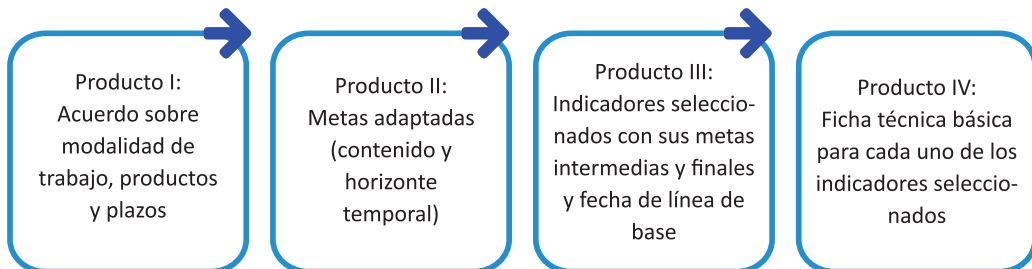 Producto I:
Acuerdo sobre
modalidad de
trabajo, productos
y plazos
Producto II:
Metas adaptadas
(contenido y
horizonte
temporal)
Producto III:
Indicadores seleccio-
nados con sus metas
intermedias y finales
y fecha de línea de
base
Producto IV:
Ficha técnica básica
para cada uno de los
indicadores seleccio-
nados